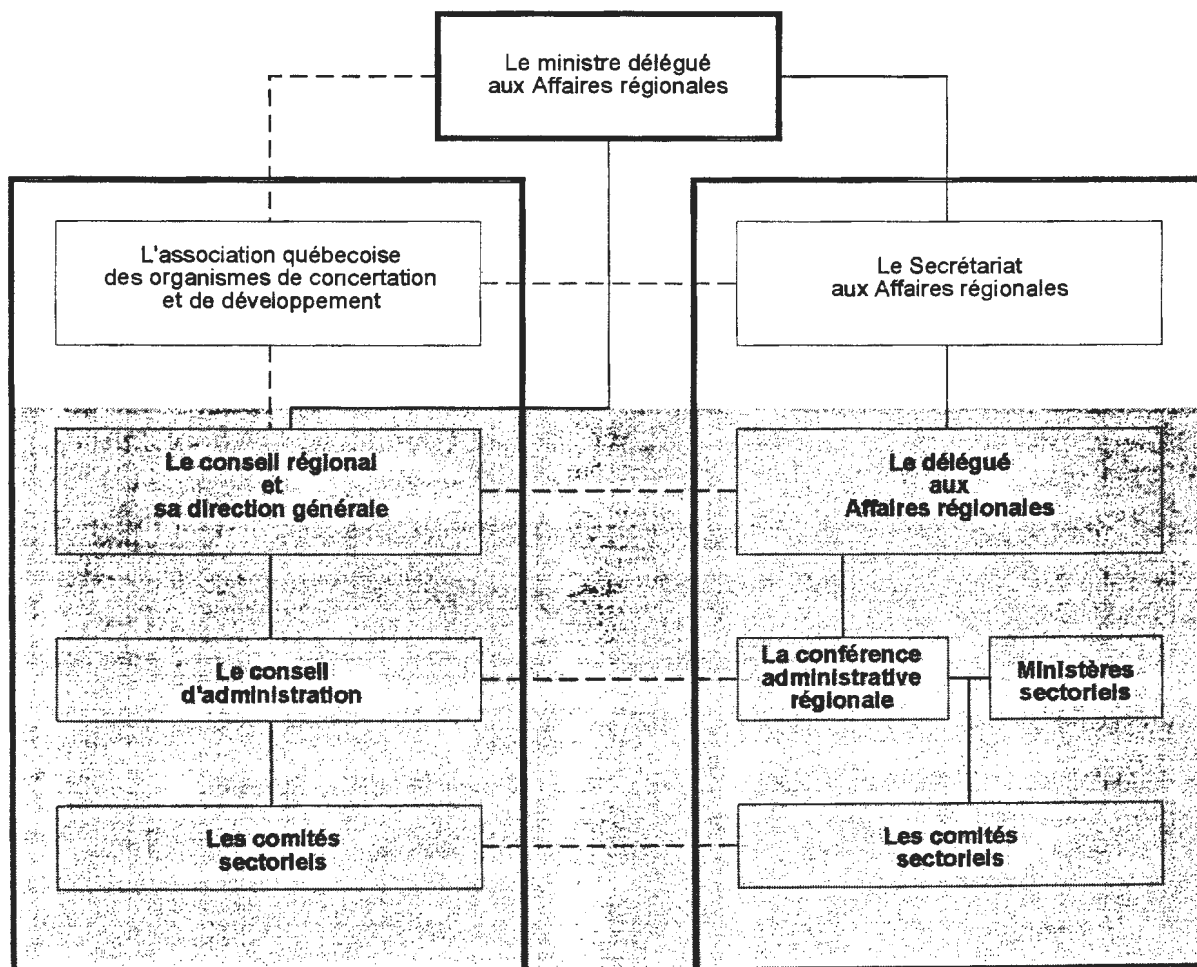 Le ministre délégué
aux Affaires régionales
L'association québecoise
des organismes de concertation
et de développement
Le Secrétariat
aux Affaires régionales
Le conseil régional
et
sa direction générale
Le délégué
aux
Affaires régionales
Le conseil
d'administration
La conférence
administrative
régionale
Ministères
sectoriels
Les comités
sectoriels
Les comités
sectoriels